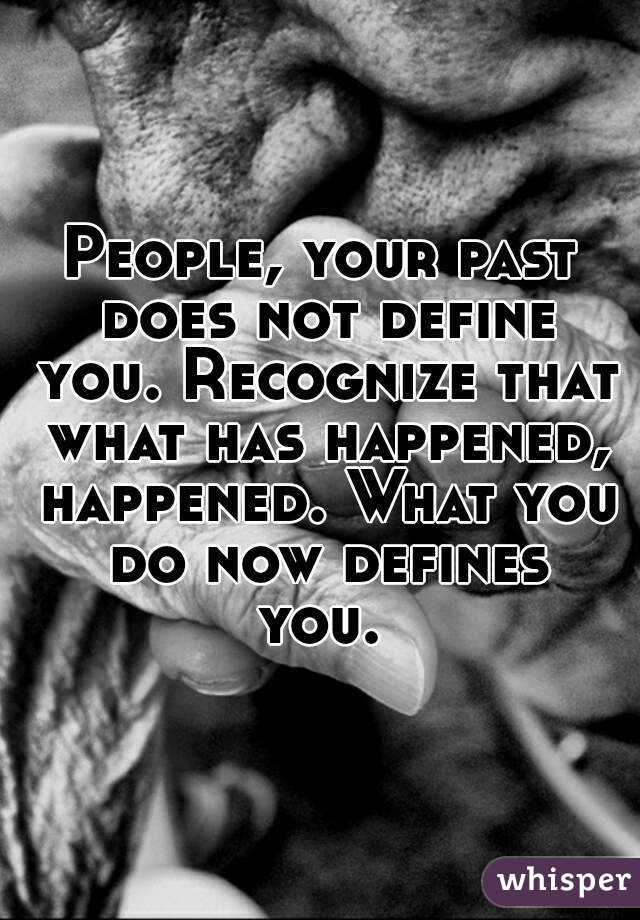 People, your past
does not define
you. Recognize that
what has happened,
happened. What you
do now defines
you.
whisper